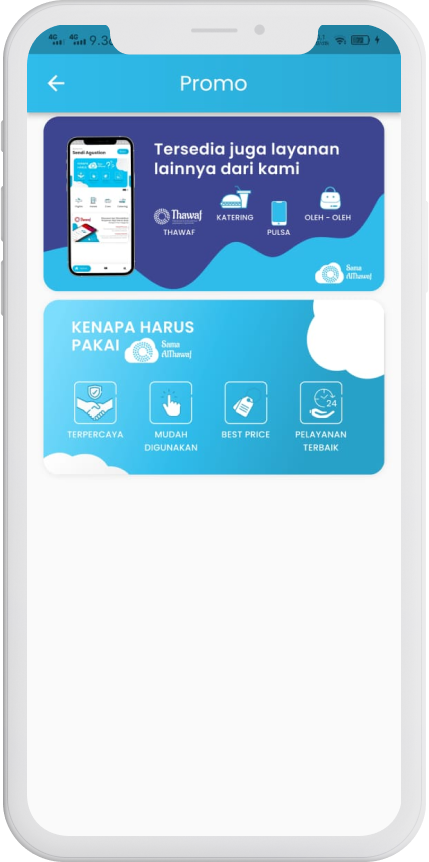 4G 4G 9.3
Promo
Sendi Agustian
Tersedia juga layanan
lainnya dari kami
Thawaf
THAWAF
KATERING
PULSA
OLEH - OLEH
Sama
AlThawaf
KENAPA HARUS
PAKAI Sama
AlThawaf
24
TERPERCAYA
MUDAH
DIGUNAKAN
BEST PRICE
PELAYANAN
TERBAIK